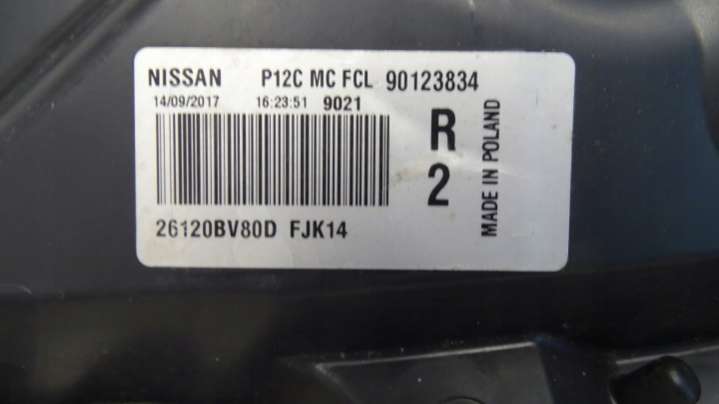 NISSAN P12C MC FCL 90123834
14/09/2017 16:23:51 9021
R
2
MADE IN POLAND
26120BV80D FJK14